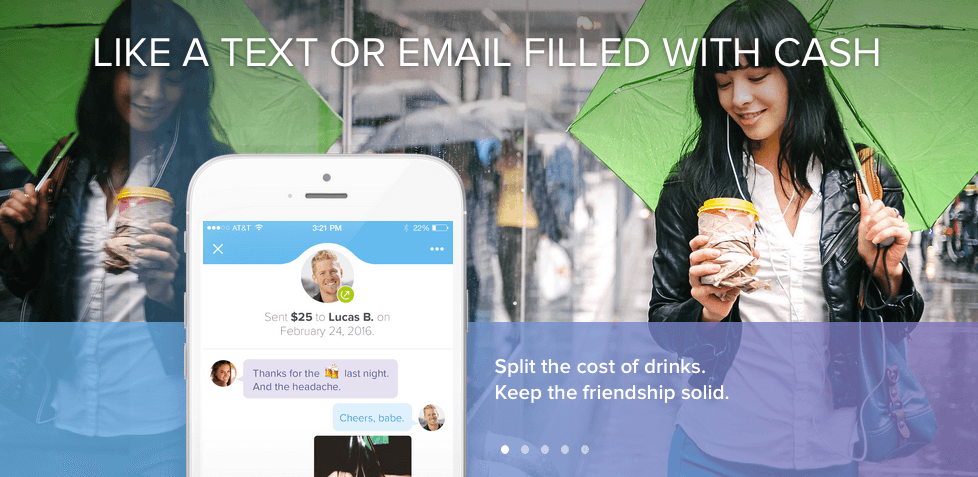 LIKE A TEXT OR EMAIL FILLED WITH CASH
AT&T 3:21 PM 22%
Sent $25 to Lucas B. on
February 24, 2016.
Thanks for the 🍻 last night.
And the headache.
Cheers, babe.
Split the cost of drinks.
Keep the friendship solid.